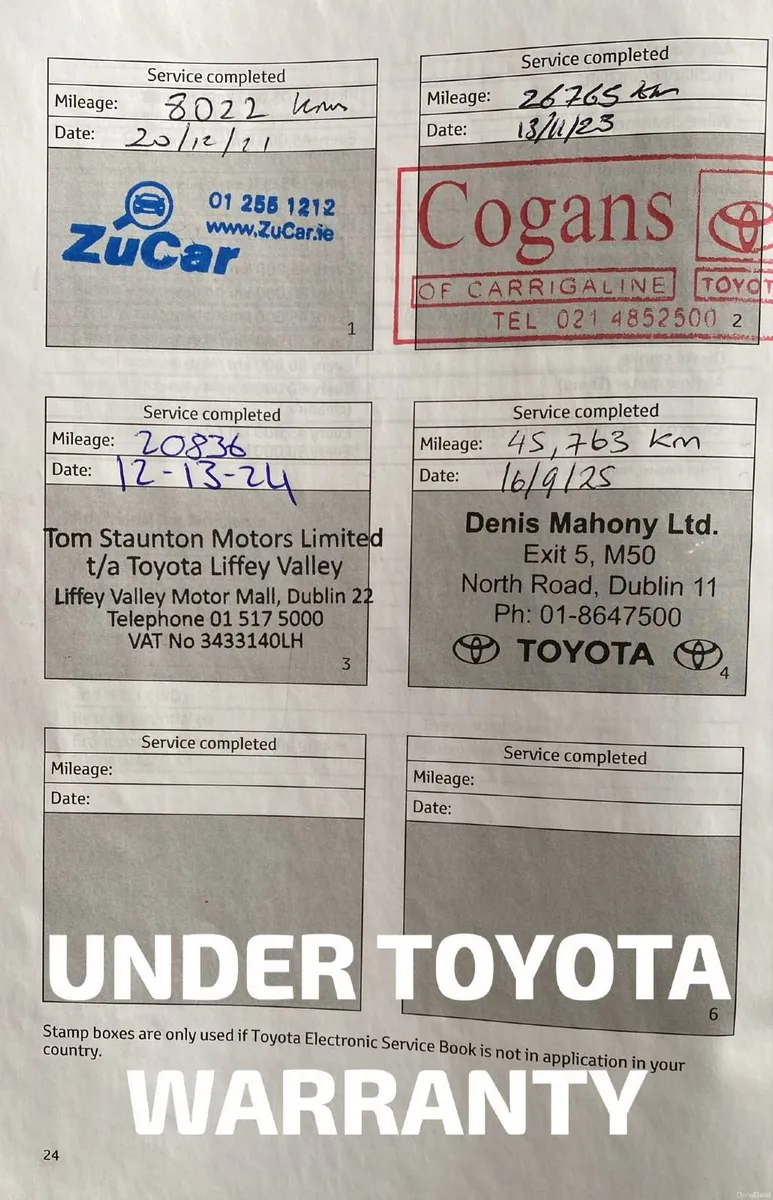 Service completed
Mileage: 8022 kms
Date: 20/12/21
01 255 1212
www.ZuCar.ie
ZuCar
1
Service completed
Mileage: 26765 km
Date: 13/11/23
Cogans
OF CARRIGALINE
TOYOT
TEL 021 4852500
2
Service completed
Mileage: 20836
Date: 12-13-24
Tom Staunton Motors Limited
t/a Toyota Liffey Valley
Liffey Valley Motor Mall, Dublin 22
Telephone 01 517 5000
VAT No 3433140LH
3
Service completed
Mileage: 45,763 km
Date: 16/9/25
Denis Mahony Ltd.
Exit 5, M50
North Road, Dublin 11
Ph: 01-8647500
TOYOTA
4
Service completed
Mileage:
Date:
Service completed
Mileage:
Date:
UNDER TOYOTA
6
Stamp boxes are only used if Toyota Electronic Service Book is not in application in your
country.
WARRANTY
24